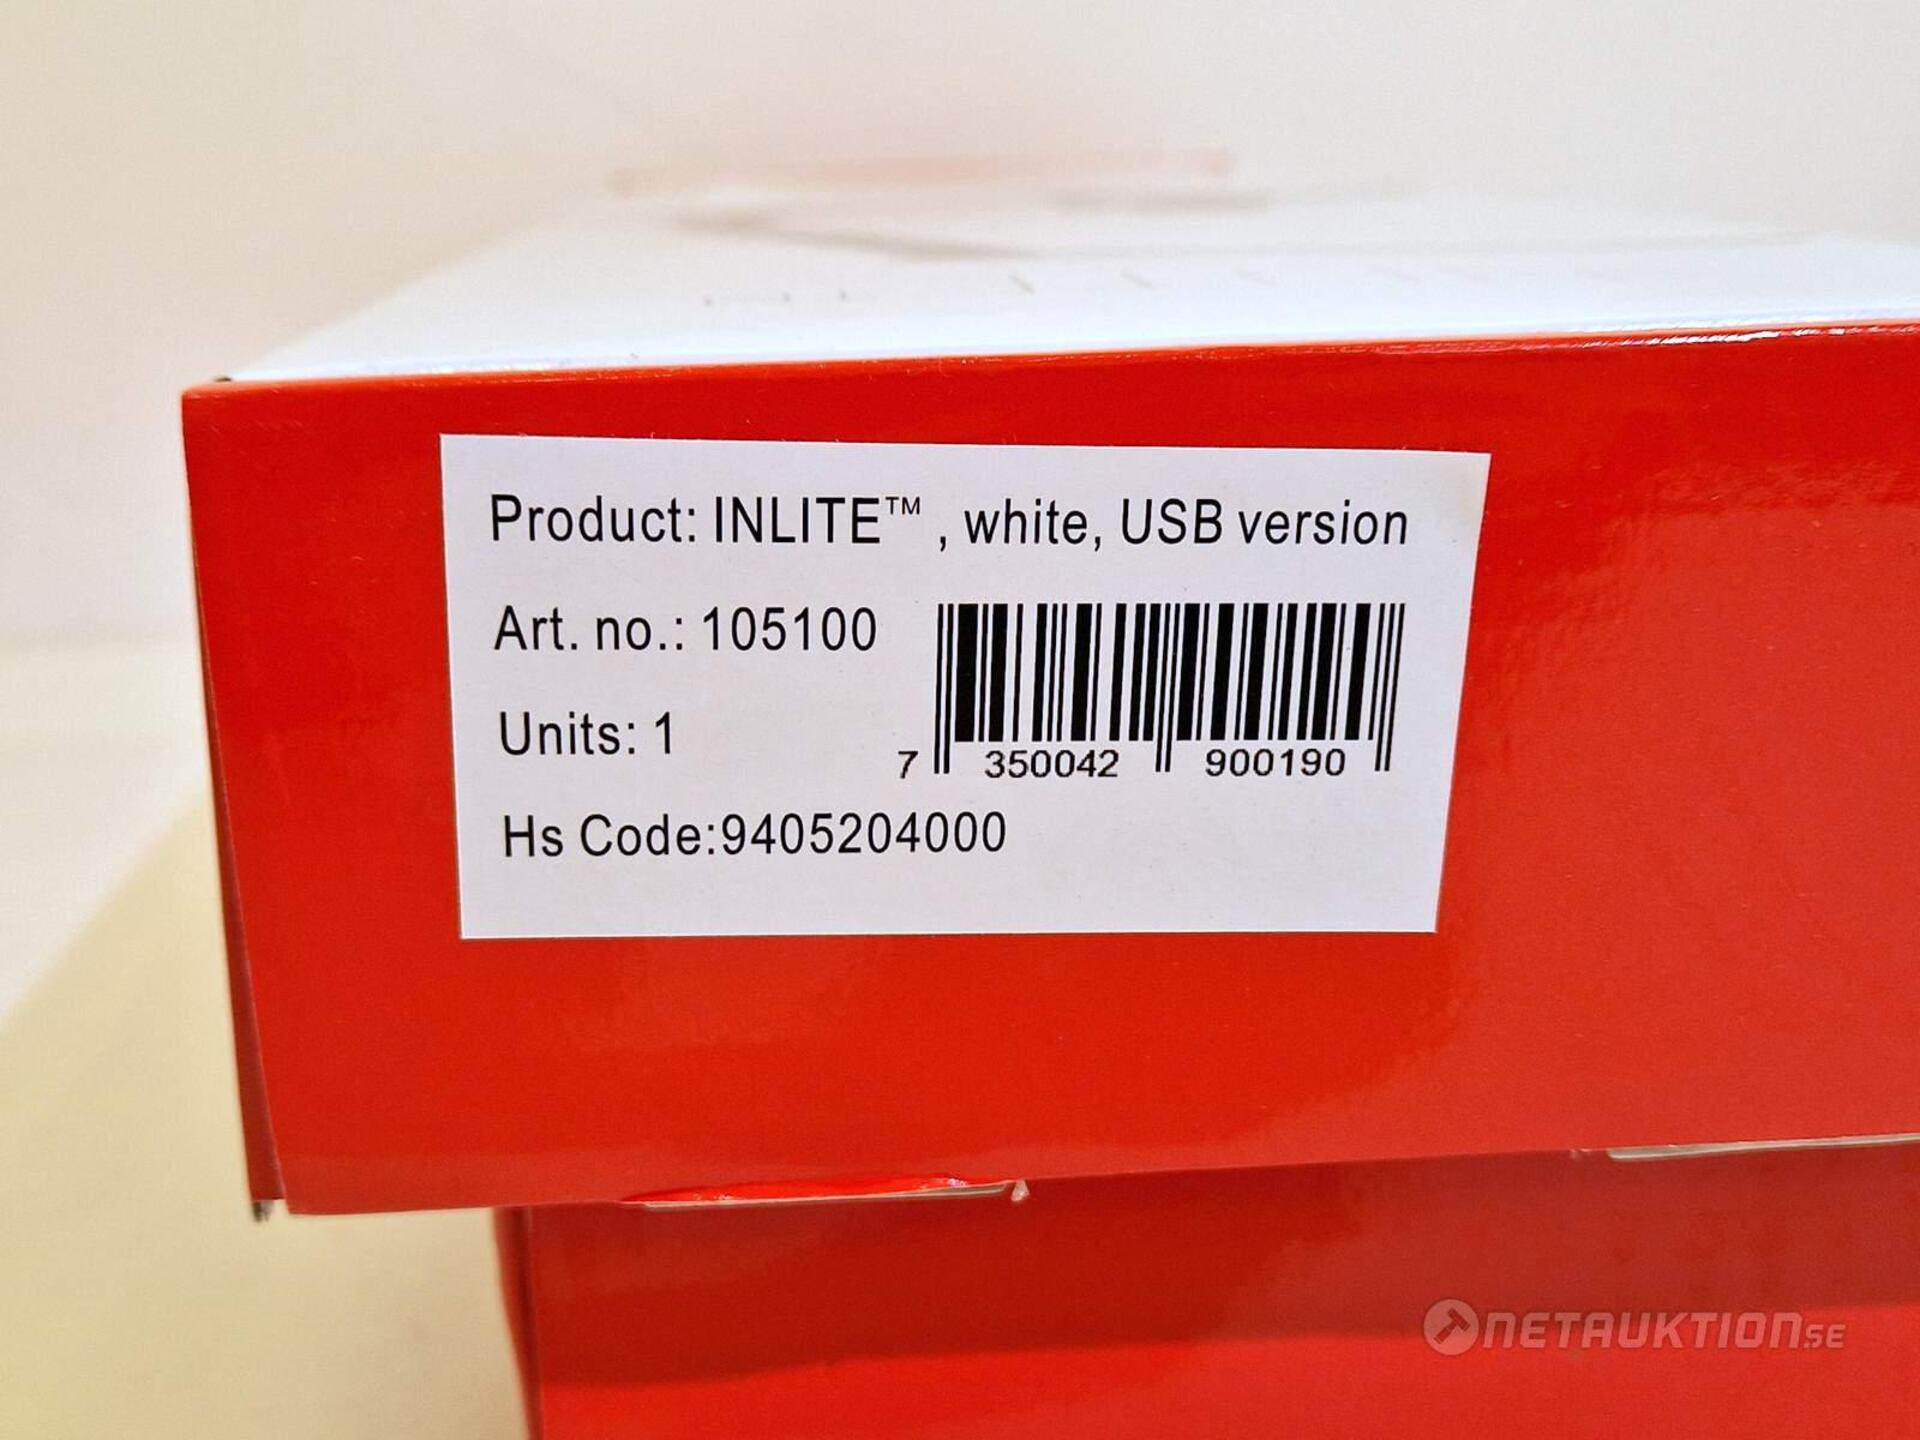 Product: INLITE™ , white, USB version
Art. no.: 105100
Units: 1
7 350042 900190
Hs Code:9405204000
NETAUKTION.SE